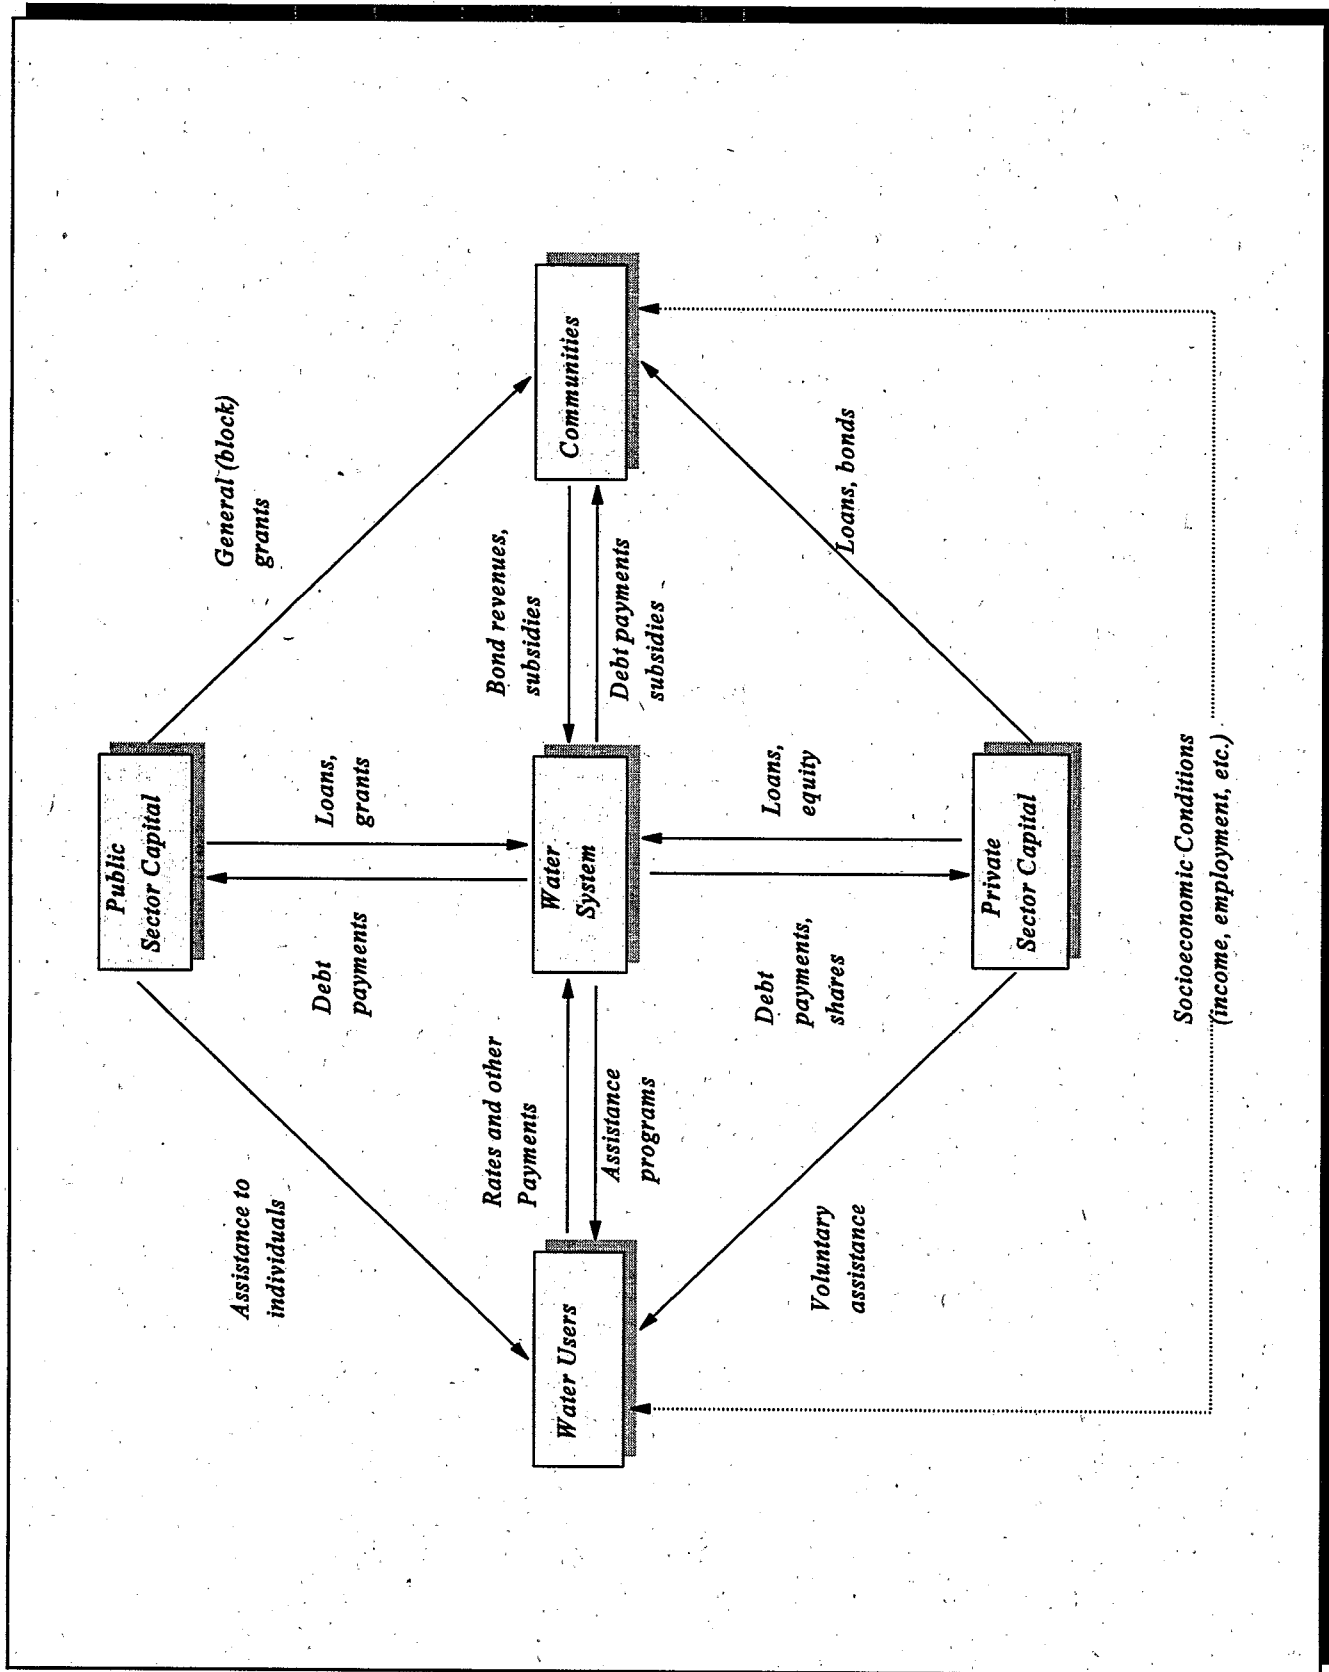 Public
Sector Capital
Assistance to
individuals
General (block)
grants
Debt
payments
Loans,
grants
Rates and other
Payments
Bond revenues,
subsidies
Water Users
Water
System
Communities
Assistance
programs
Debt payments
subsidies
Voluntary
assistance
Debt
payments,
shares
Loans,
equity
Loans, bonds
Private
Sector Capital
Socioeconomic Conditions
(income, employment, etc.)